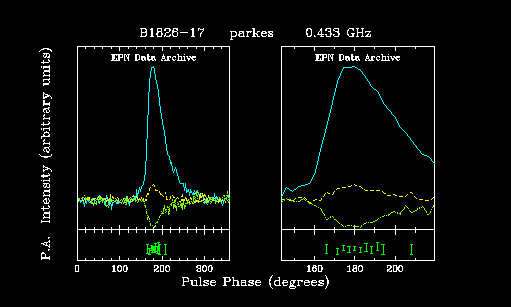 B1826-17 parkes 0.433 GHz
EPN Data Archive EPN Data Archive
P.A. Intensity (arbitrary units)
0 100 200 300 160 180 200
Pulse Phase (degrees)